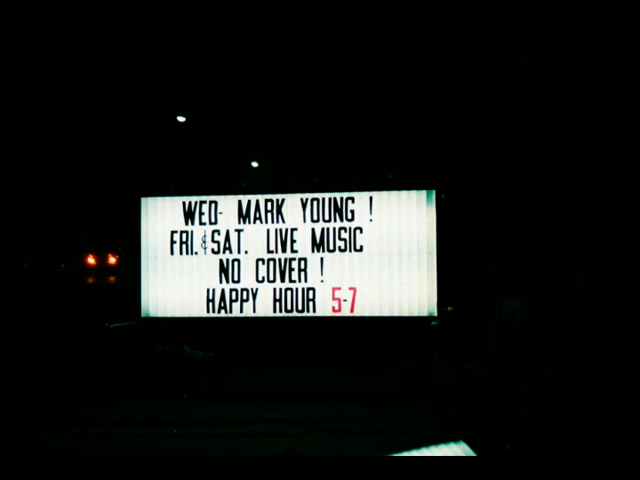 WED- MARK YOUNG !
FRI.&SAT. LIVE MUSIC
NO COVER !
HAPPY HOUR 5-7